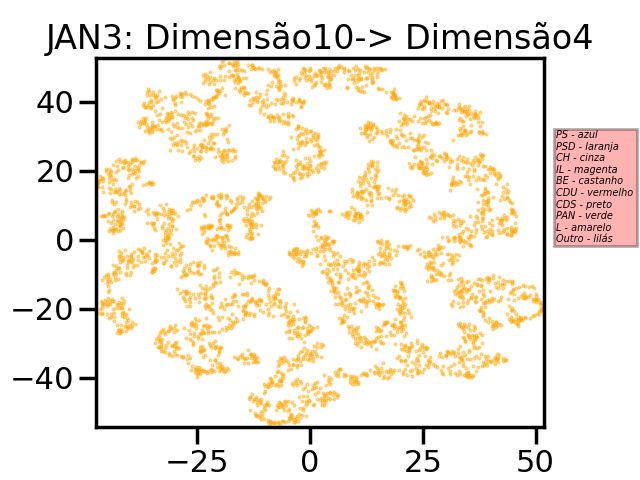 JAN3: Dimensão10-> Dimensão4
40
20
0
−20
−40
−25
0
25
50
PS - azul
PSD - laranja
CH - cinza
IL - magenta
BE - castanho
CDU - vermelho
CDS - preto
PAN - verde
L - amarelo
Outro - lilás